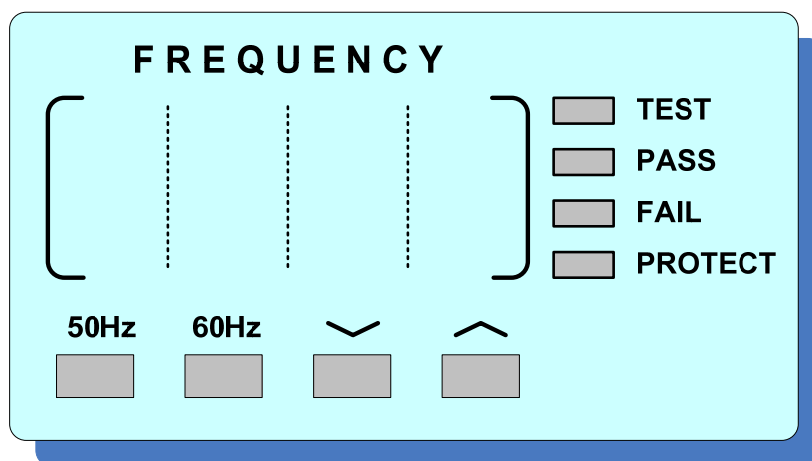 FREQUENCY
TEST
PASS
FAIL
PROTECT
50Hz 60Hz